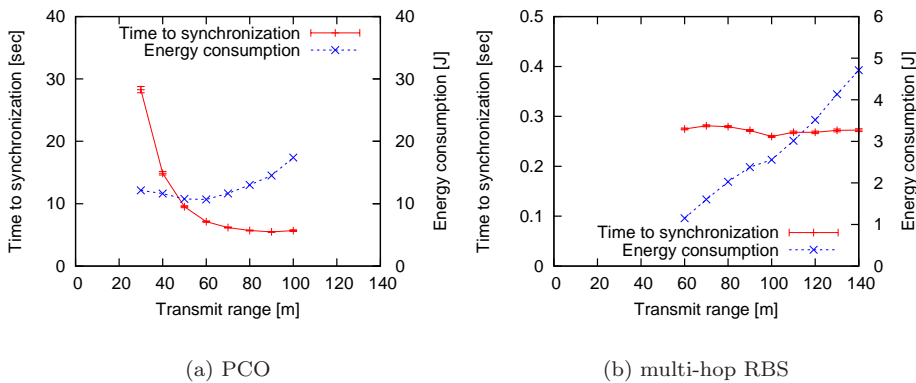 Time to synchronization [sec]
40
30
20
10
0
Time to synchronization
Energy consumption
40
30
20
10
0
Energy consumption [J]
0 20 40 60 80 100 120 140
Transmit range [m]
(a) PCO
Time to synchronization [sec]
0.5
0.4
0.3
0.2
0.1
0
Time to synchronization
Energy consumption
6
5
4
3
2
1
0
Energy consumption [J]
0 20 40 60 80 100 120 140
Transmit range [m]
(b) multi-hop RBS